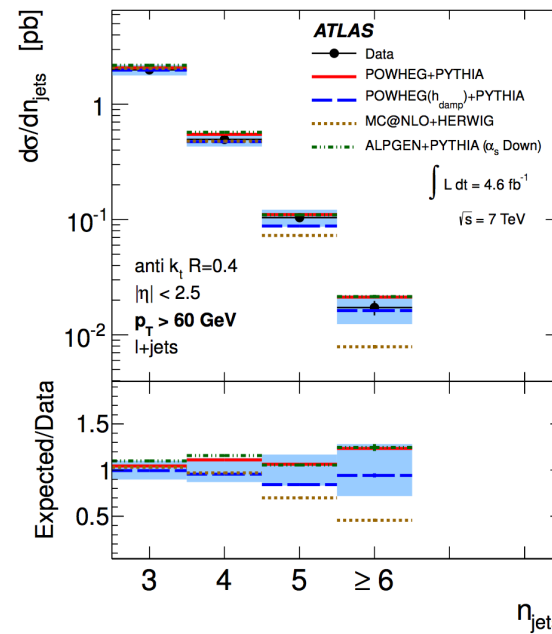 dσ/dn_jets [pb]
ATLAS
Data
POWHEG+PYTHIA
POWHEG(h_damp)+PYTHIA
MC@NLO+HERWIG
ALPGEN+PYTHIA (α_s Down)
∫ L dt = 4.6 fb⁻¹
√s = 7 TeV
1
10⁻¹
10⁻²
anti k_t R=0.4
|η| < 2.5
p_T > 60 GeV
l+jets
Expected/Data
1.5
1
0.5
3 4 5 ≥ 6
n_jet